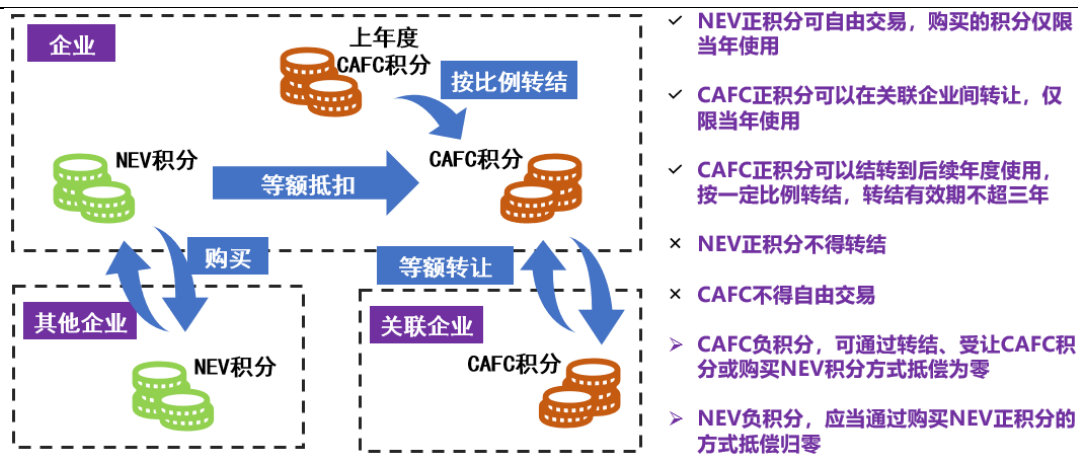 企业
上年度
CAFC积分
按比例转结
NEV积分
CAFC积分
等额抵扣
购买
等额转让
其他企业
NEV积分
关联企业
CAFC积分
✓ NEV正积分可自由交易，购买的积分仅限
当年使用
✓ CAFC正积分可以在关联企业间转让，仅
限当年使用
✓ CAFC正积分可以结转到后续年度使用，
按一定比例转结，转结有效期不超三年
× NEV正积分不得转结
× CAFC不得自由交易
➢ CAFC负积分，可通过转结、受让CAFC积
分或购买NEV积分方式抵偿为零
➢ NEV负积分，应当通过购买NEV正积分的
方式抵偿归零